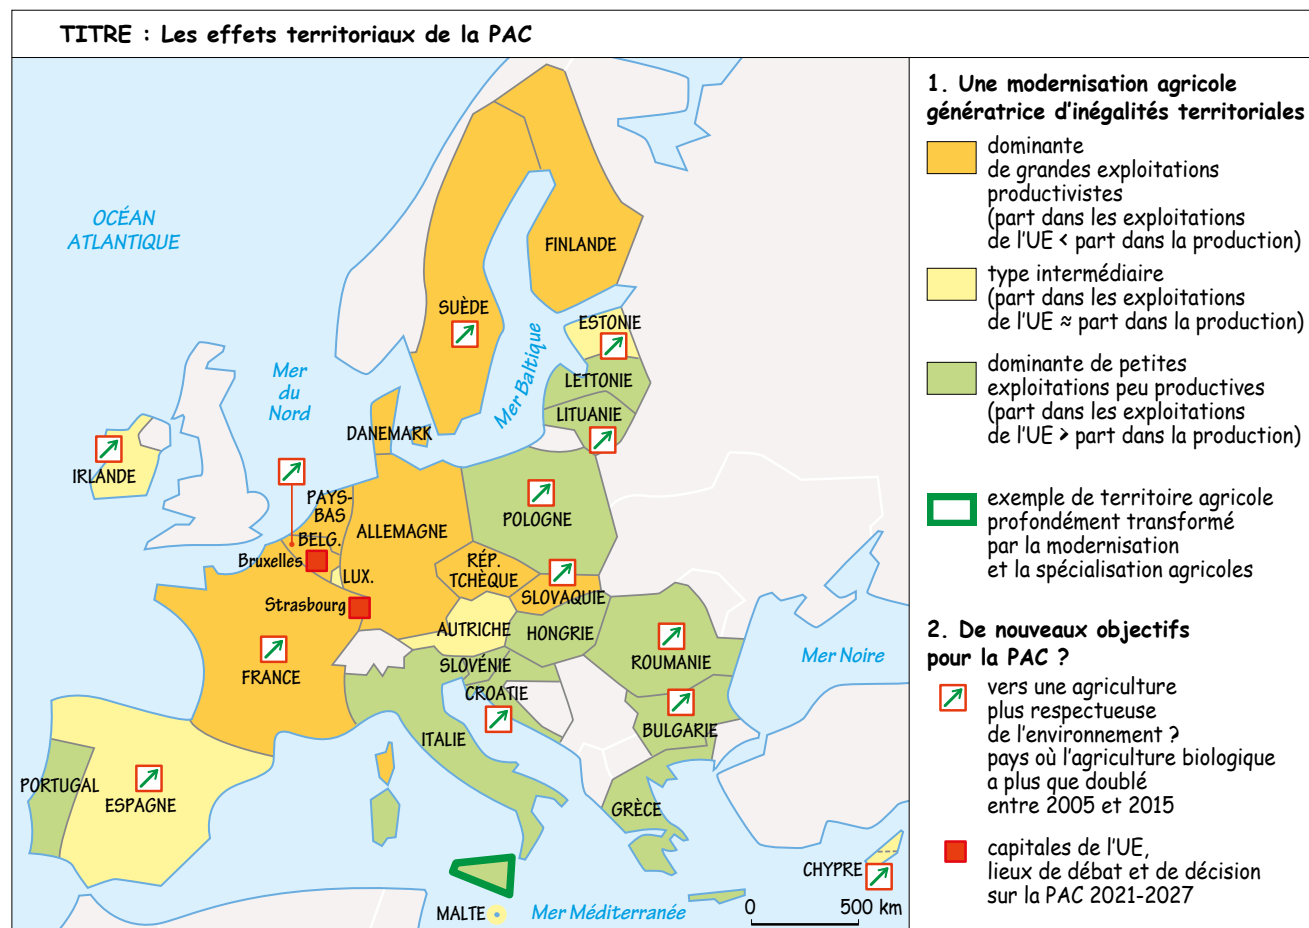 TITRE : Les effets territoriaux de la PAC
OCÉAN
ATLANTIQUE
Mer
du
Nord
Mer Baltique
Mer Noire
Mer Méditerranée
FINLANDE
SUÈDE
ESTONIE
LETTONIE
LITUANIE
DANEMARK
IRLANDE
PAYS-
BAS
BELG.
Bruxelles
LUX.
Strasbourg
ALLEMAGNE
POLOGNE
RÉP.
TCHÈQUE
SLOVAQUIE
AUTRICHE
HONGRIE
SLOVÉNIE
CROATIE
ROUMANIE
BULGARIE
FRANCE
ITALIE
PORTUGAL
ESPAGNE
GRÈCE
CHYPRE
MALTE
0 500 km
1. Une modernisation agricole
génératrice d'inégalités territoriales
dominante
de grandes exploitations
productivistes
(part dans les exploitations
de l'UE < part dans la production)
type intermédiaire
(part dans les exploitations
de l'UE ≈ part dans la production)
dominante de petites
exploitations peu productives
(part dans les exploitations
de l'UE > part dans la production)
exemple de territoire agricole
profondément transformé
par la modernisation
et la spécialisation agricoles
2. De nouveaux objectifs
pour la PAC ?
vers une agriculture
plus respectueuse
de l'environnement ?
pays où l'agriculture biologique
a plus que doublé
entre 2005 et 2015
capitales de l'UE,
lieux de débat et de décision
sur la PAC 2021-2027